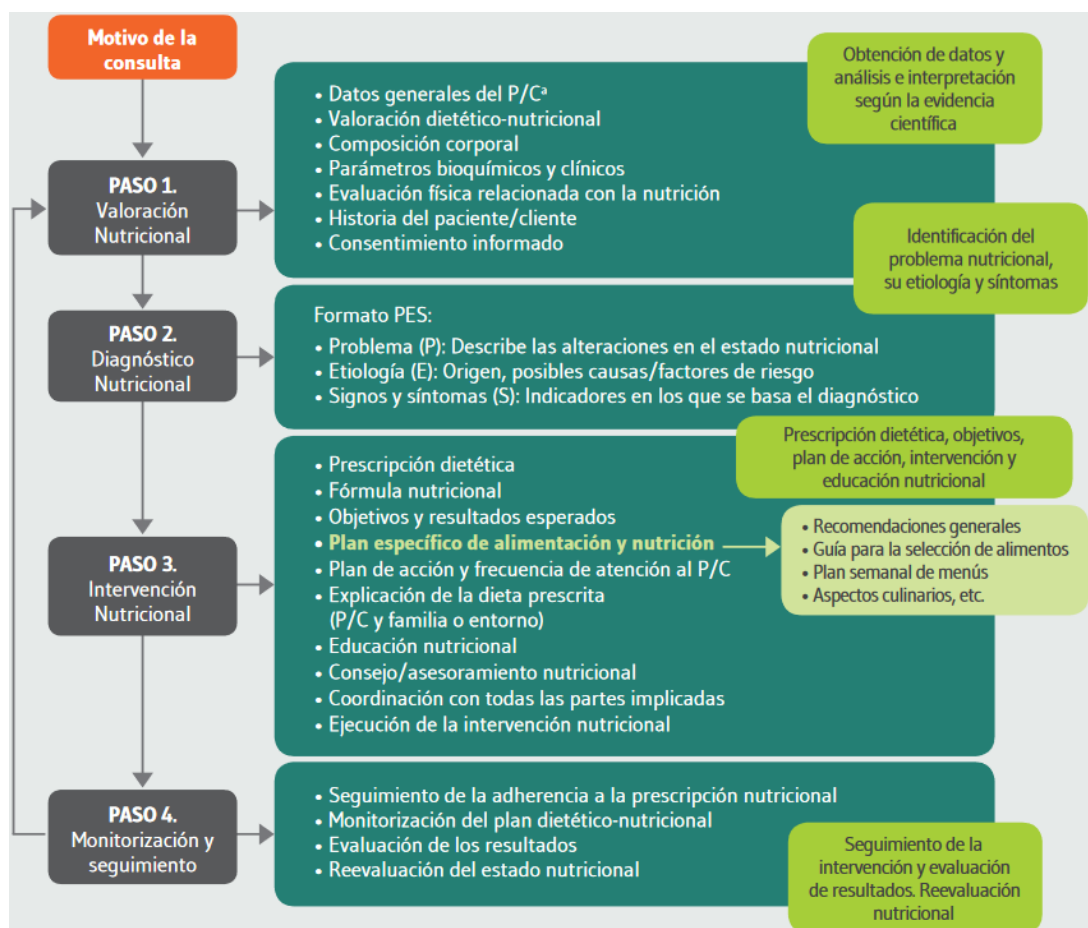 Motivo de la
consulta
Obtención de datos y
análisis e interpretación
según la evidencia
científica
PASO 1.
Valoración
Nutricional
• Datos generales del P/Cª
• Valoración dietético-nutricional
• Composición corporal
• Parámetros bioquímicos y clínicos
• Evaluación física relacionada con la nutrición
• Historia del paciente/cliente
• Consentimiento informado
Identificación del
problema nutricional,
su etiología y síntomas
PASO 2.
Diagnóstico
Nutricional
Formato PES:
• Problema (P): Describe las alteraciones en el estado nutricional
• Etiología (E): Origen, posibles causas/factores de riesgo
• Signos y síntomas (S): Indicadores en los que se basa el diagnóstico
Prescripción dietética, objetivos,
plan de acción, intervención y
educación nutricional
PASO 3.
Intervención
Nutricional
• Prescripción dietética
• Fórmula nutricional
• Objetivos y resultados esperados
• Plan específico de alimentación y nutrición
• Plan de acción y frecuencia de atención al P/C
• Explicación de la dieta prescrita
(P/C y familia o entorno)
• Educación nutricional
• Consejo/asesoramiento nutricional
• Coordinación con todas las partes implicadas
• Ejecución de la intervención nutricional
• Recomendaciones generales
• Guía para la selección de alimentos
• Plan semanal de menús
• Aspectos culinarios, etc.
PASO 4.
Monitorización y
seguimiento
• Seguimiento de la adherencia a la prescripción nutricional
• Monitorización del plan dietético-nutricional
• Evaluación de los resultados
• Reevaluación del estado nutricional
Seguimiento de la
intervención y evaluación
de resultados. Reevaluación
nutricional